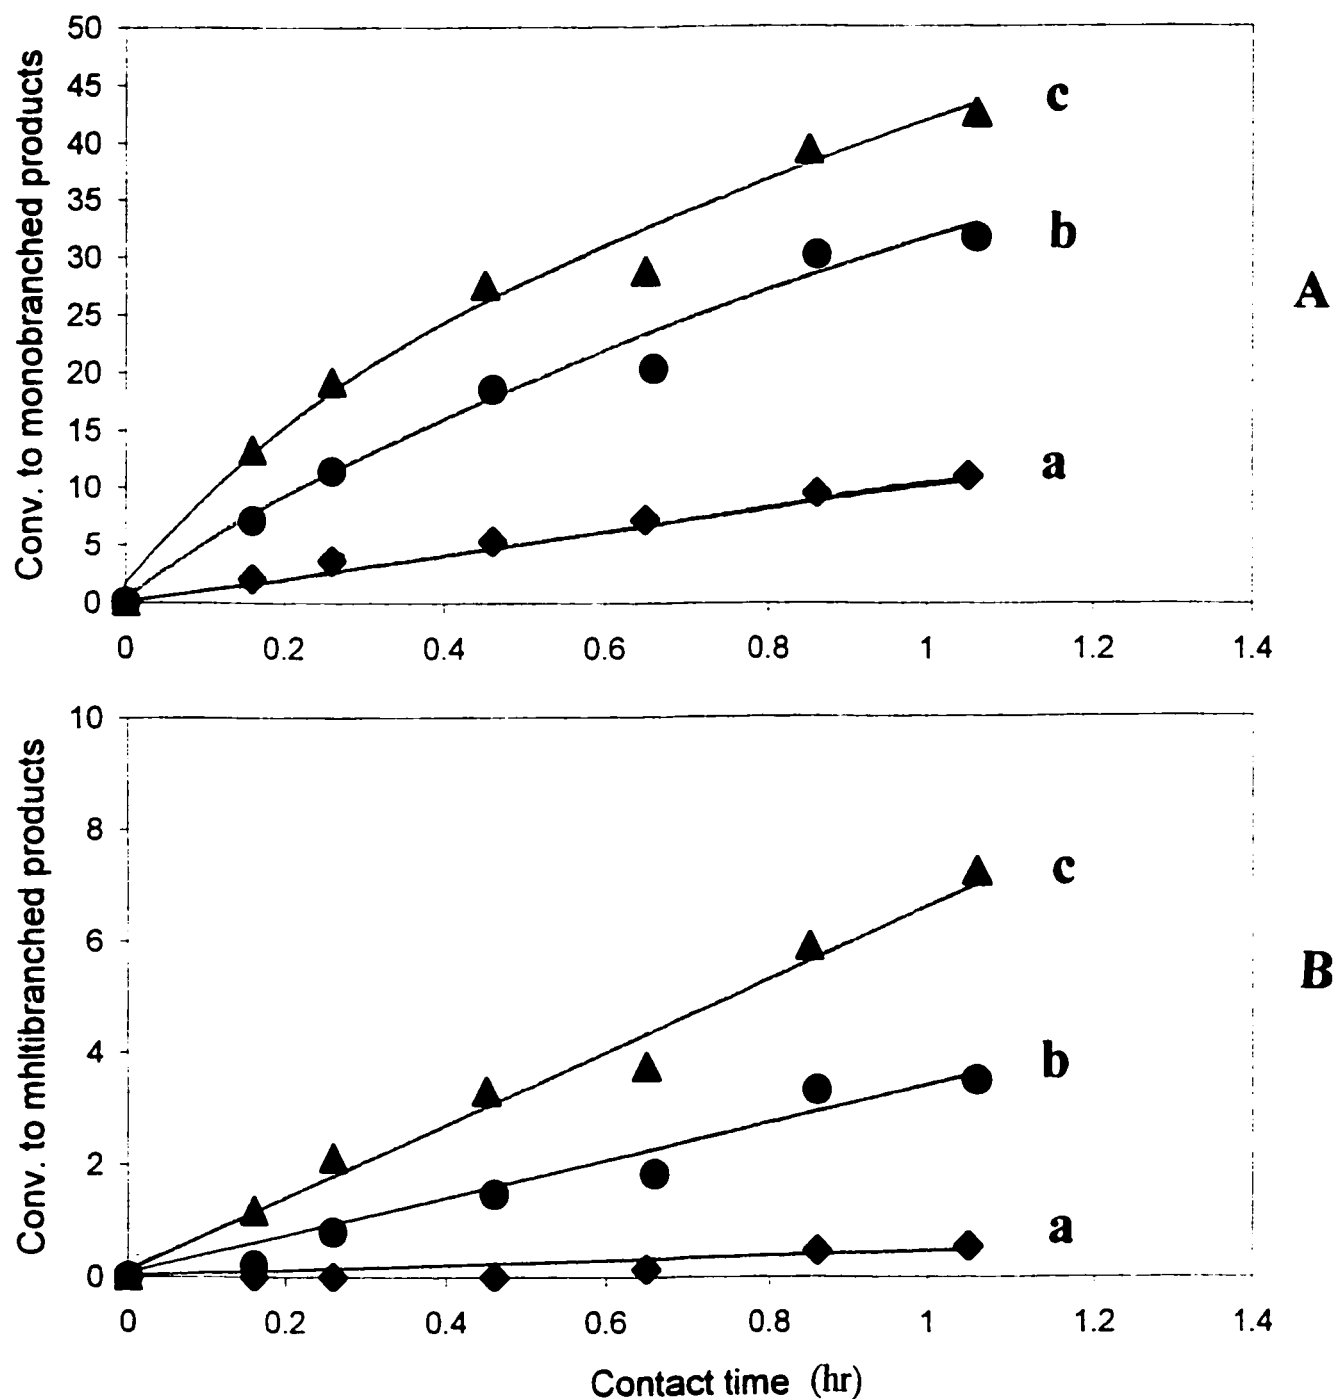 50
45
40
35
30
25
20
15
10
5
0
Conv. to monobranched products
c
b
a
A
0 0.2 0.4 0.6 0.8 1 1.2 1.4
10
8
6
4
2
0
Conv. to mhltibranched products
c
b
a
B
0 0.2 0.4 0.6 0.8 1 1.2 1.4
Contact time (hr)